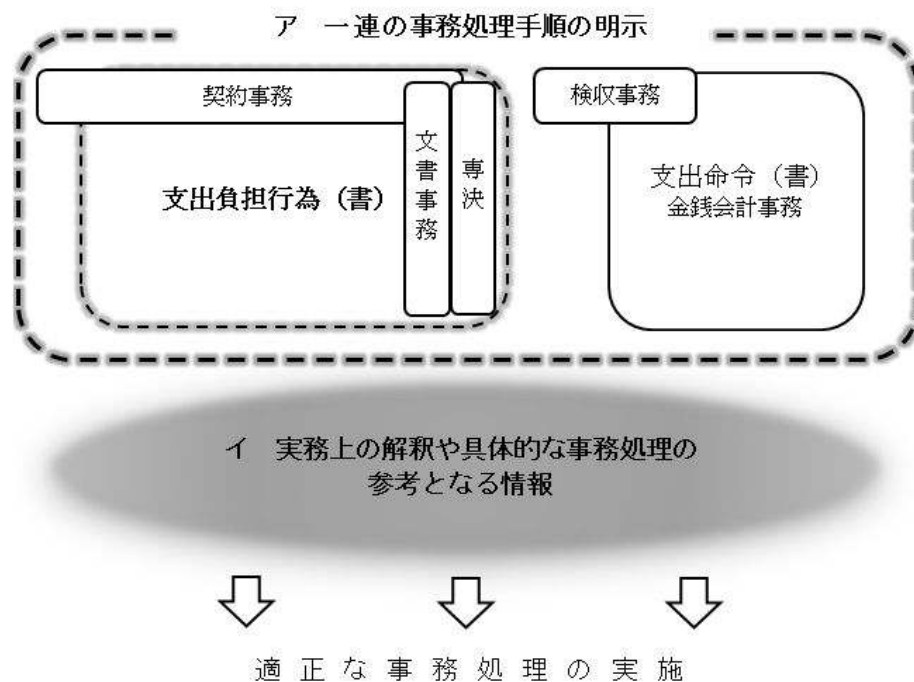 ア 一連の事務処理手順の明示
契約事務
検収事務
文書事務
専決
支出負担行為（書）
支出命令（書）
金銭会計事務
イ 実務上の解釈や具体的な事務処理の
参考となる情報
適正な事務処理の実施